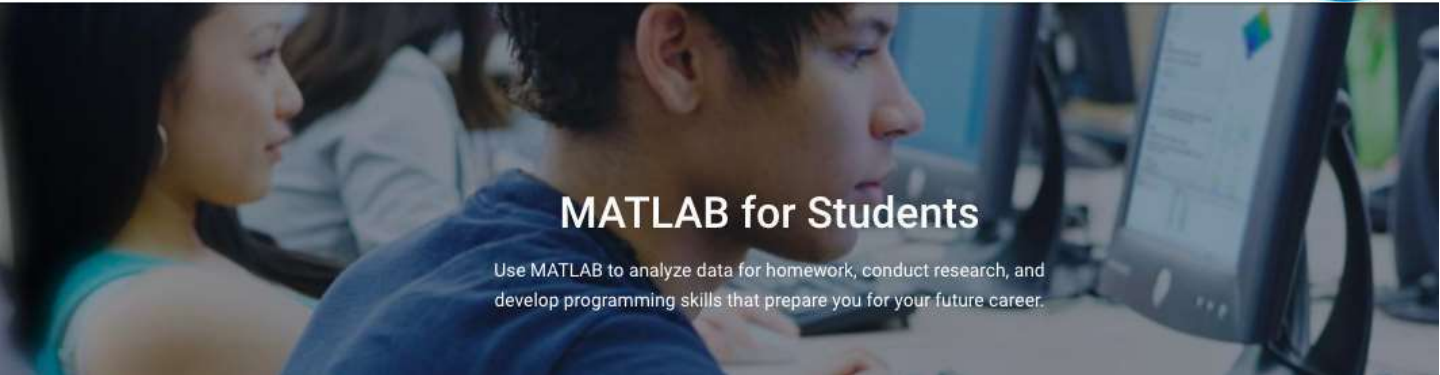 MATLAB for Students
Use MATLAB to analyze data for homework, conduct research, and
develop programming skills that prepare you for your future career.